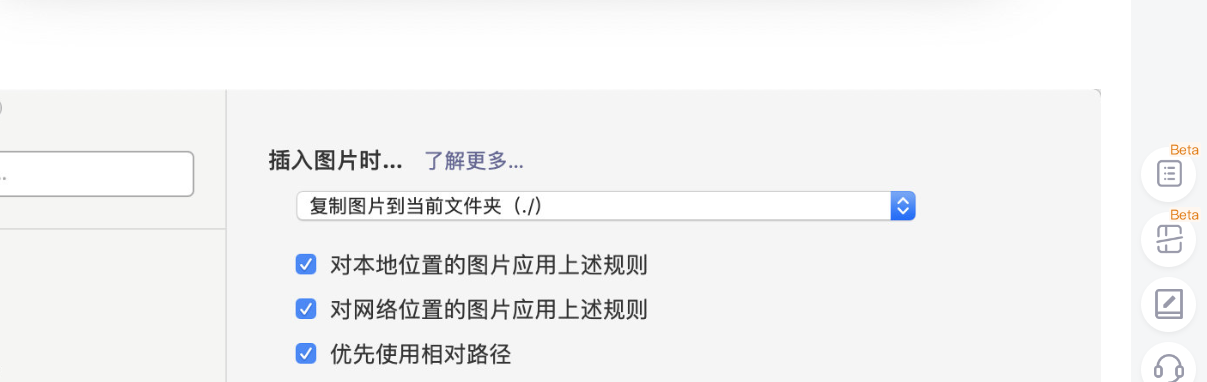 插入图片时... 了解更多...
复制图片到当前文件夹（./）
对本地位置的图片应用上述规则
对网络位置的图片应用上述规则
优先使用相对路径
Beta
Beta